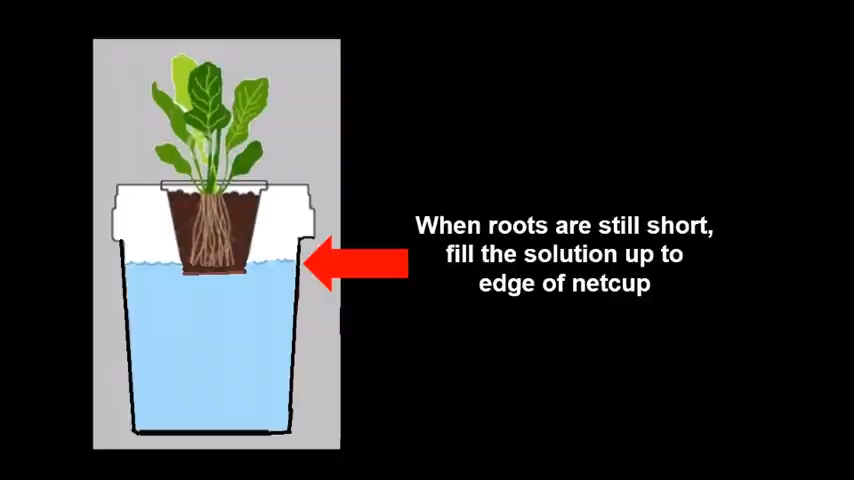 When roots are still short,
fill the solution up to
edge of netcup